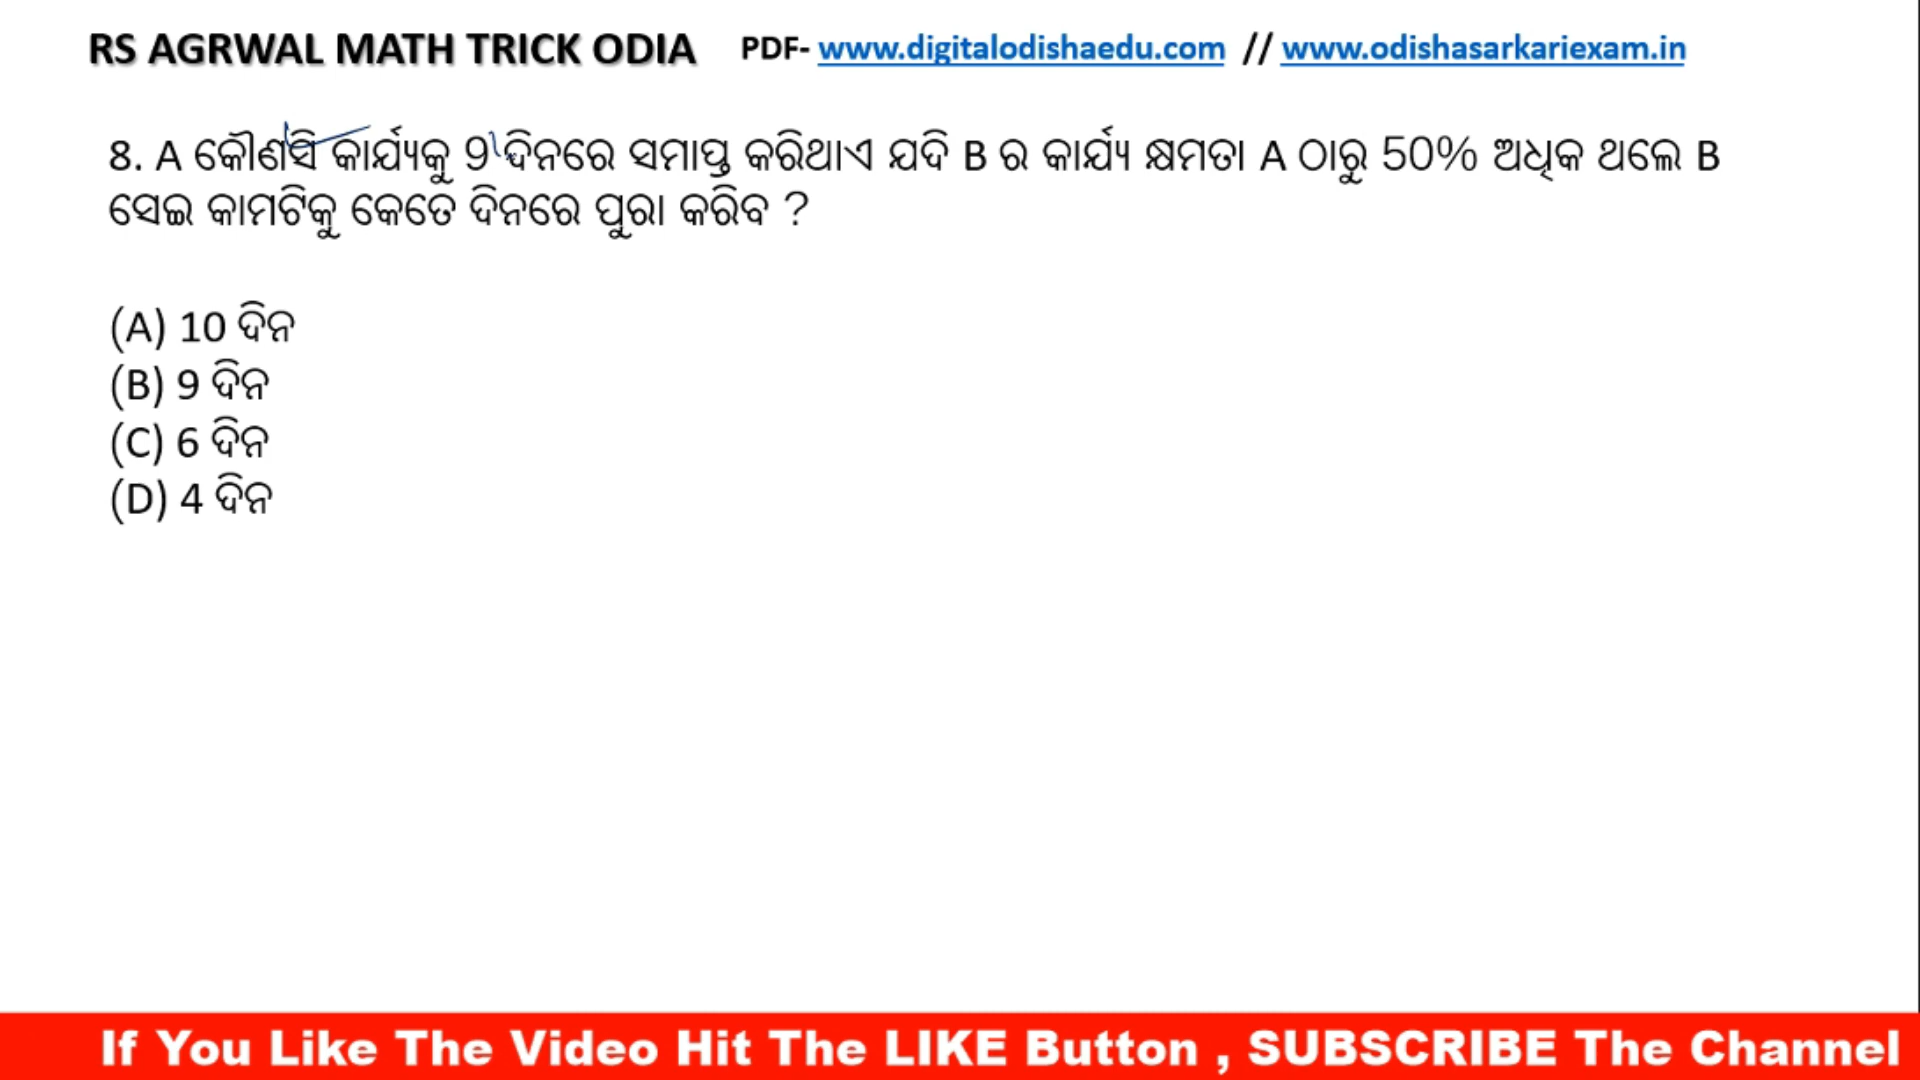 RS AGRWAL MATH TRICK ODIA PDF- www.digitalodishaedu.com // www.odishasarkariexam.in
8. A କୌଣସି କାର୍ଯ୍ୟକୁ 9 ଦିନରେ ସମାପ୍ତ କରିଥାଏ ଯଦି B ର କାର୍ଯ୍ୟ କ୍ଷମତା A ଠାରୁ 50% ଅଧିକ ଥଲେ B
ସେଇ କାମଟିକୁ କେତେ ଦିନରେ ପୁରା କରିବ ?
(A) 10 ଦିନ
(B) 9 ଦିନ
(C) 6 ଦିନ
(D) 4 ଦିନ
If You Like The Video Hit The LIKE Button , SUBSCRIBE The Channel